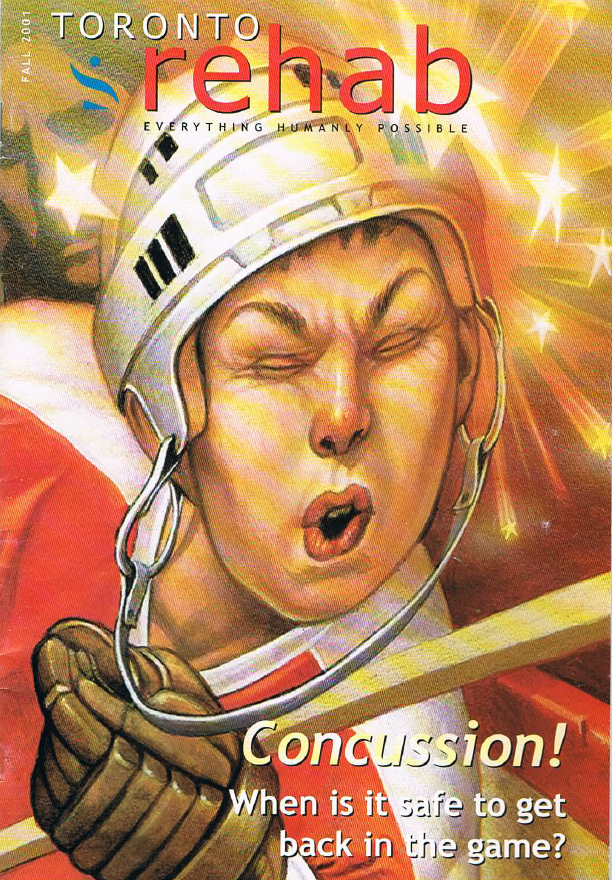 FALL 2001
TORONTO
rehab
EVERYTHING HUMANLY POSSIBLE
Concussion!
When is it safe to get
back in the game?